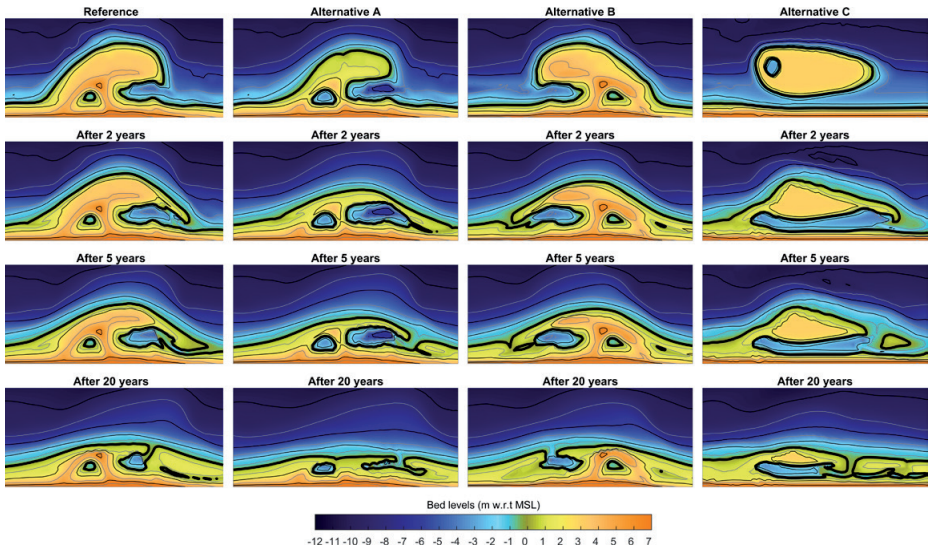 Reference Alternative A Alternative B Alternative C
After 2 years After 2 years After 2 years After 2 years
After 5 years After 5 years After 5 years After 5 years
After 20 years After 20 years After 20 years After 20 years
Bed levels (m w.r.t MSL)
-12 -11 -10 -9 -8 -7 -6 -5 -4 -3 -2 -1 0 1 2 3 4 5 6 7